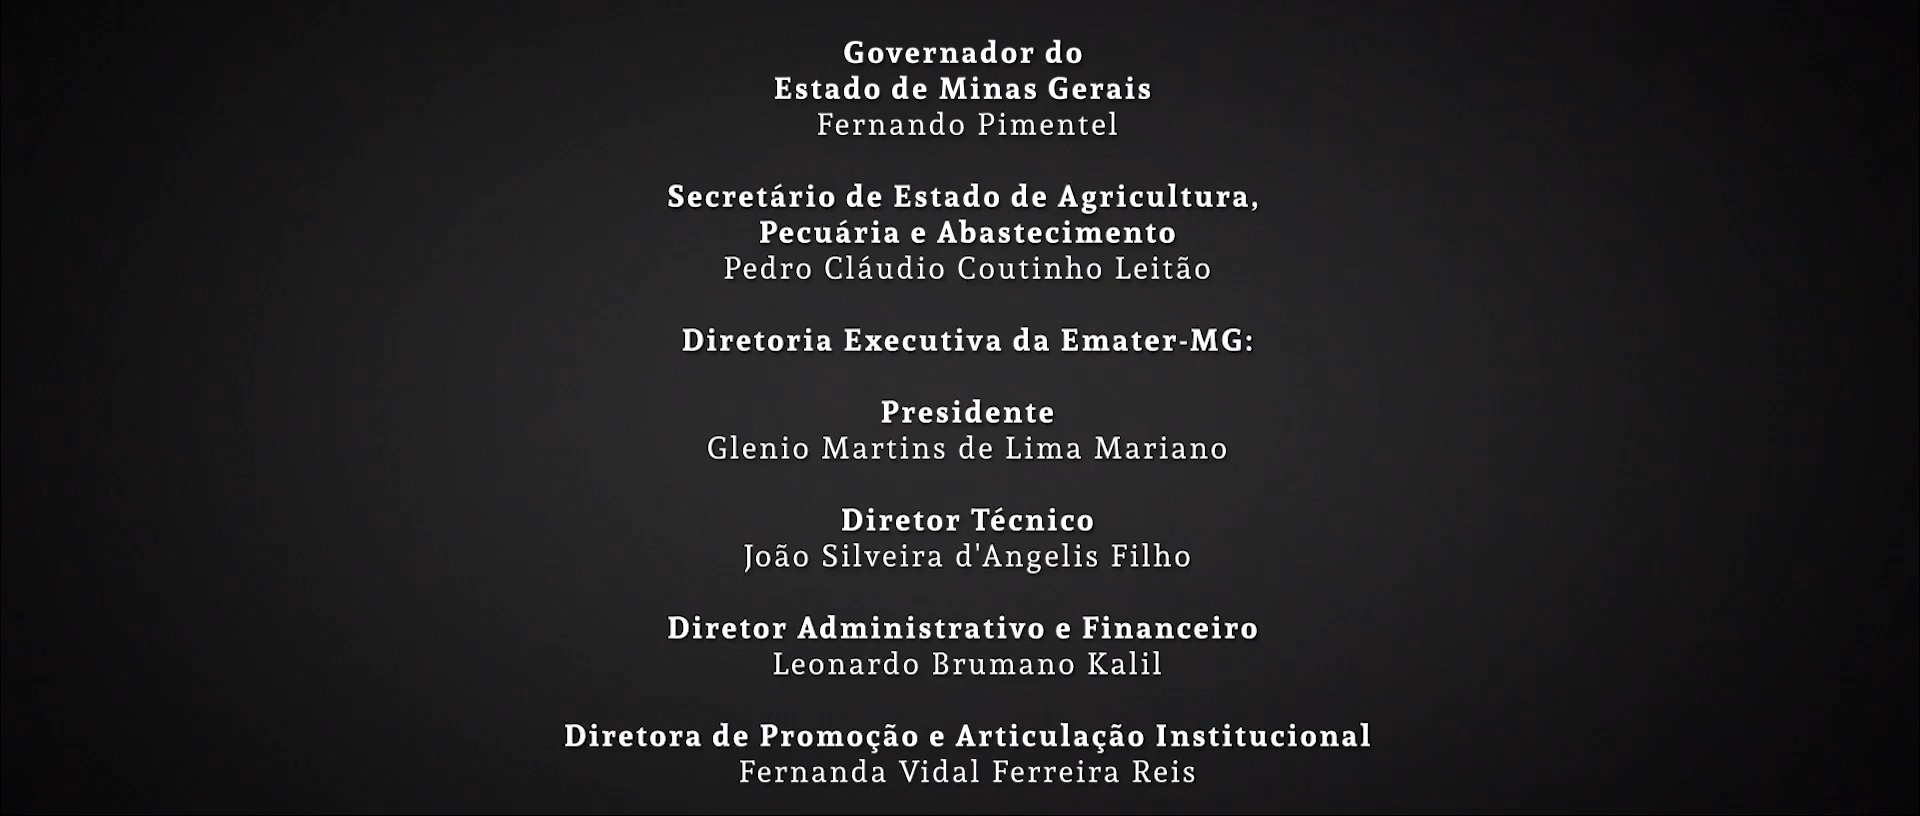 Governador do
Estado de Minas Gerais
Fernando Pimentel
Secretário de Estado de Agricultura,
Pecuária e Abastecimento
Pedro Cláudio Coutinho Leitão
Diretoria Executiva da Emater-MG:
Presidente
Glenio Martins de Lima Mariano
Diretor Técnico
João Silveira d'Angelis Filho
Diretor Administrativo e Financeiro
Leonardo Brumano Kalil
Diretora de Promoção e Articulação Institucional
Fernanda Vidal Ferreira Reis